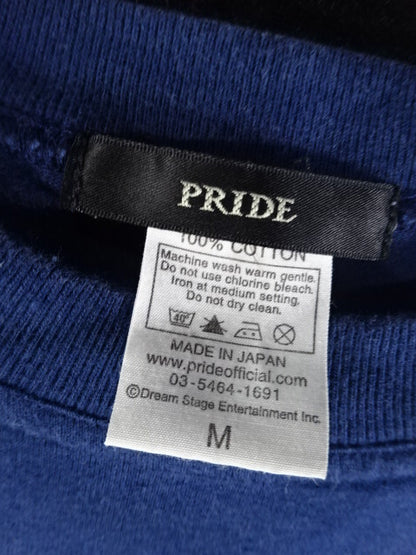 PRIDE
100% COTTON
Machine wash warm gentle.
Do not use chlorine bleach.
Iron at medium setting.
Do not dry clean.
40°
MADE IN JAPAN
www.prideofficial.com
03-5464-1691
©Dream Stage Entertainment Inc.
M